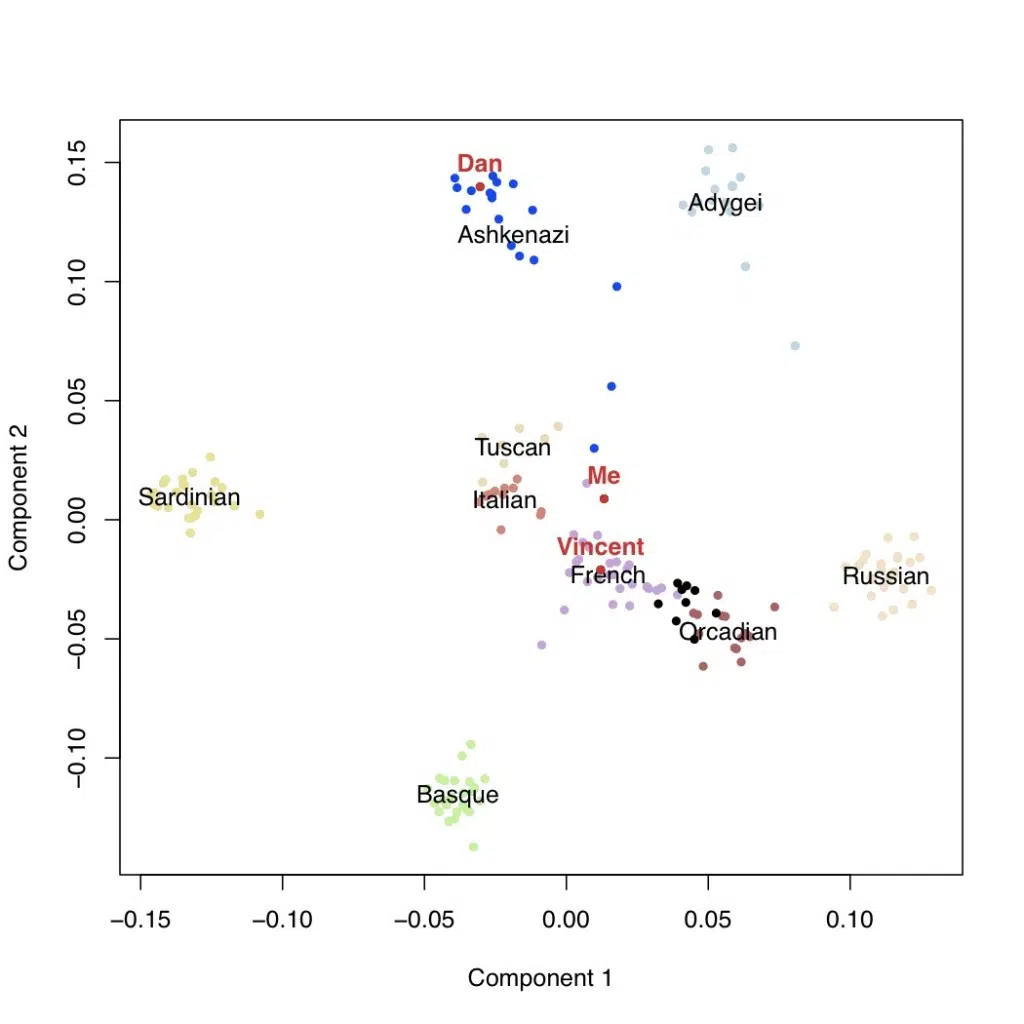 Dan
Ashkenazi
Adygei
Tuscan
Me
Sardinian
Italian
Vincent
French
Russian
Orcadian
Basque
0.15
0.10
0.05
0.00
−0.05
−0.10
Component 2
−0.15
−0.10
−0.05
0.00
0.05
0.10
Component 1